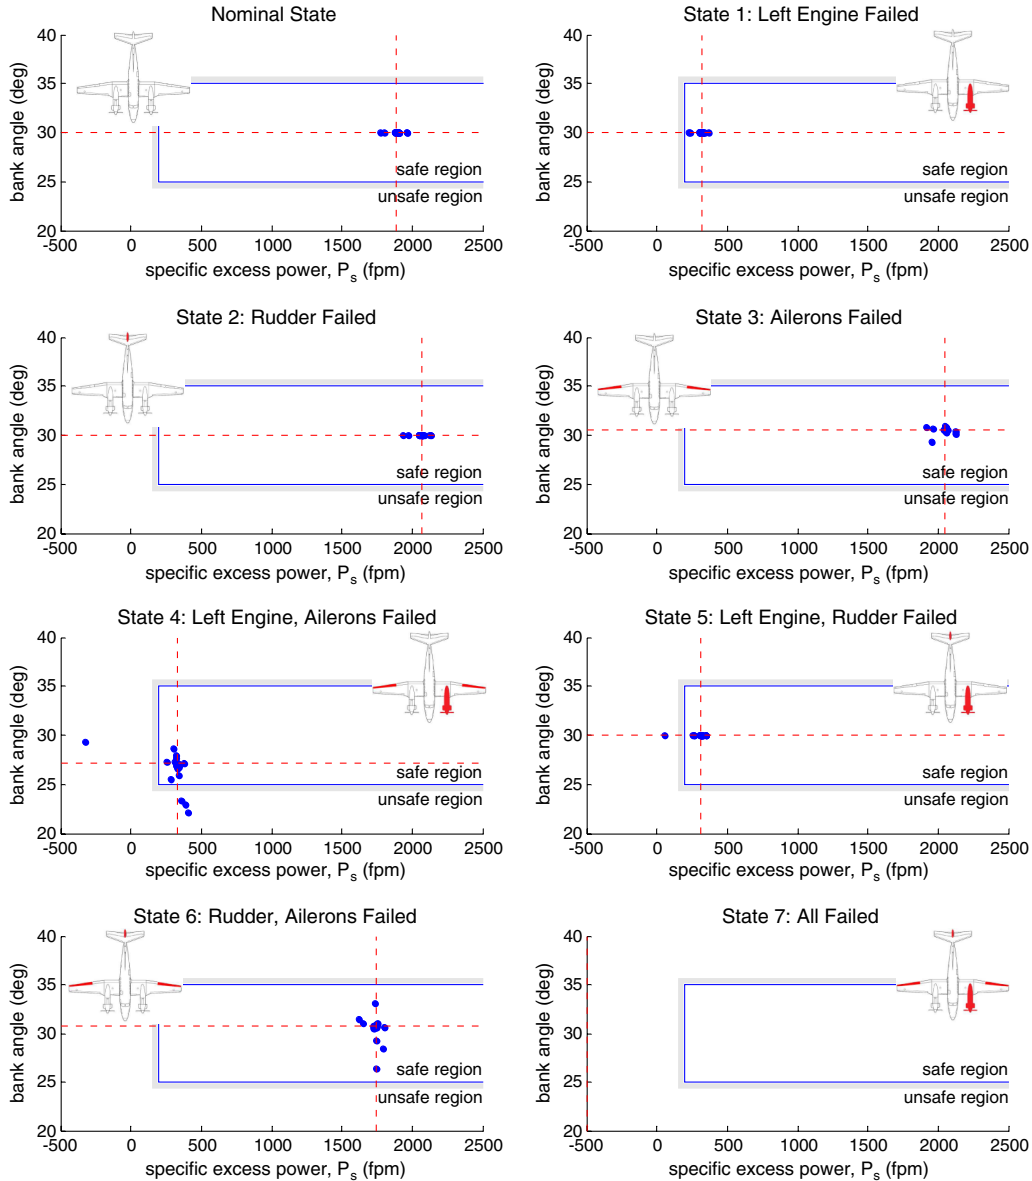 Nominal State
40
35
30
25
20
bank angle (deg)
safe region
unsafe region
-500 0 500 1000 1500 2000 2500
specific excess power, P_s (fpm)
State 1: Left Engine Failed
40
35
30
25
20
bank angle (deg)
safe region
unsafe region
-500 0 500 1000 1500 2000 2500
specific excess power, P_s (fpm)
State 2: Rudder Failed
40
35
30
25
20
bank angle (deg)
safe region
unsafe region
-500 0 500 1000 1500 2000 2500
specific excess power, P_s (fpm)
State 3: Ailerons Failed
40
35
30
25
20
bank angle (deg)
safe region
unsafe region
-500 0 500 1000 1500 2000 2500
specific excess power, P_s (fpm)
State 4: Left Engine, Ailerons Failed
40
35
30
25
20
bank angle (deg)
safe region
unsafe region
-500 0 500 1000 1500 2000 2500
specific excess power, P_s (fpm)
State 5: Left Engine, Rudder Failed
40
35
30
25
20
bank angle (deg)
safe region
unsafe region
-500 0 500 1000 1500 2000 2500
specific excess power, P_s (fpm)
State 6: Rudder, Ailerons Failed
40
35
30
25
20
bank angle (deg)
safe region
unsafe region
-500 0 500 1000 1500 2000 2500
specific excess power, P_s (fpm)
State 7: All Failed
40
35
30
25
20
bank angle (deg)
safe region
unsafe region
-500 0 500 1000 1500 2000 2500
specific excess power, P_s (fpm)